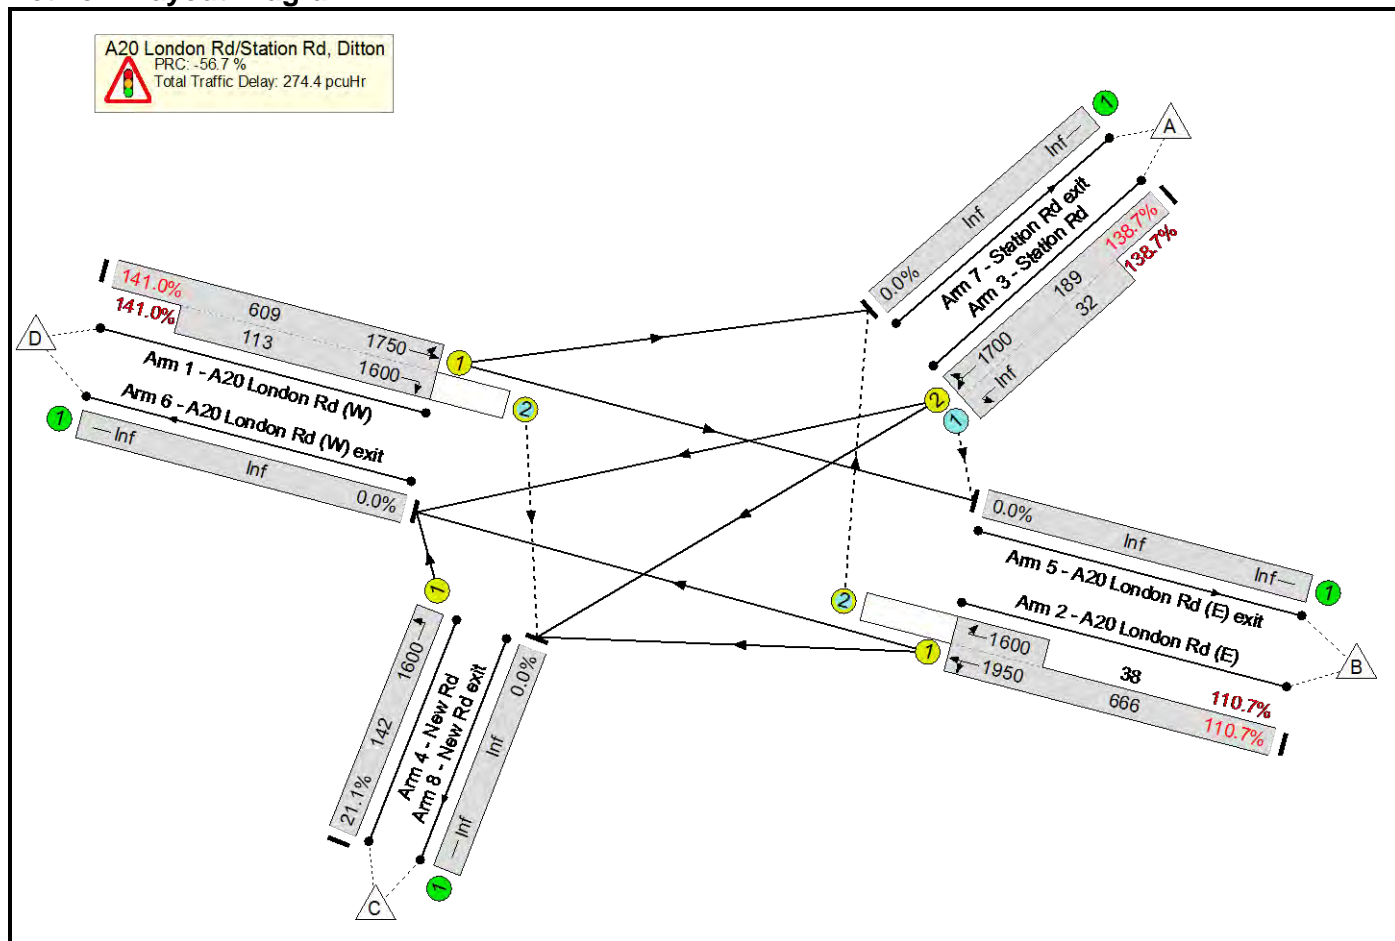 A20 London Rd/Station Rd, Ditton
PRC: -56.7 %
Total Traffic Delay: 274.4 pcuHr
1
A
Inf
Inf
0.0%
Arm 7 - Station Rd exit
Arm 3 - Station Rd
138.7%
138.7%
189
32
1700
Inf
2
1
141.0%
141.0%
609
113
1750
1600
1
2
D
Arm 1 - A20 London Rd (W)
Arm 6 - A20 London Rd (W) exit
1
Inf
Inf
0.0%
0.0%
Inf
Inf
1
Arm 5 - A20 London Rd (E) exit
Arm 2 - A20 London Rd (E)
B
2
1
1600
1950
38
666
110.7%
110.7%
1
1600
142
21.1%
Arm 4 - New Rd
Arm 8 - New Rd exit
0.0%
Inf
Inf
1
C